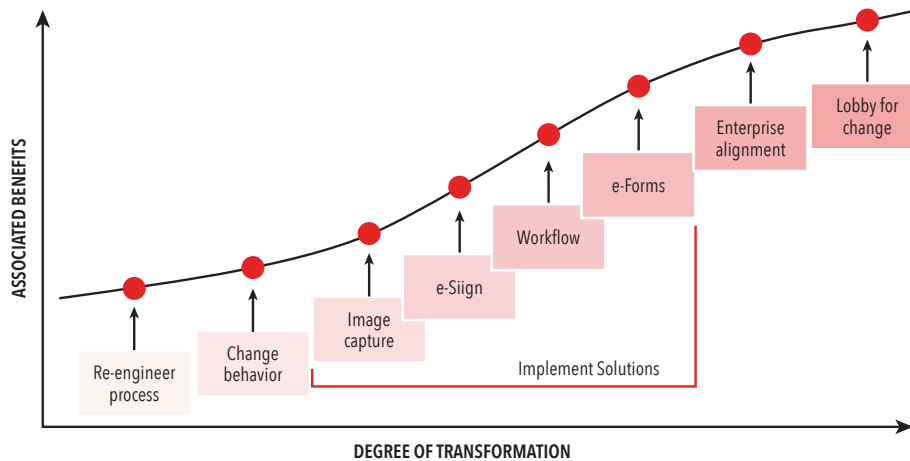 ASSOCIATED BENEFITS
Lobby for
change
Enterprise
alignment
e-Forms
Workflow
e-Siign
Image
capture
Change
behavior
Re-engineer
process
Implement Solutions
DEGREE OF TRANSFORMATION